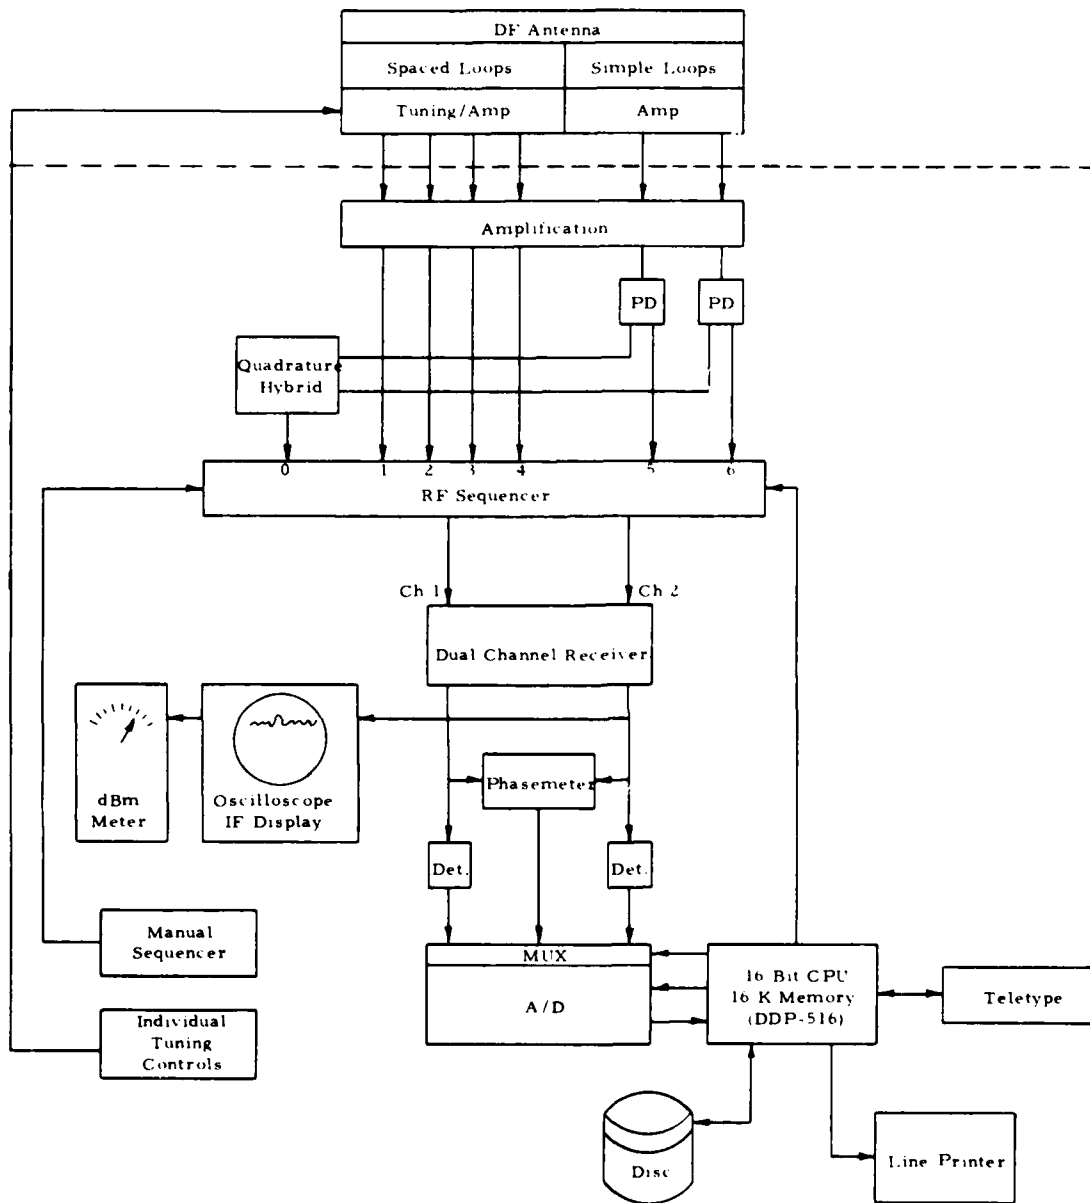 DF Antenna
Spaced Loops
Simple Loops
Tuning/Amp
Amp
Amplification
PD
PD
Quadrature
Hybrid
0
1
2
3
4
5
6
RF Sequencer
Ch 1
Ch 2
Dual Channel Receiver
dBm
Meter
Oscilloscope
IF Display
Phasemeter
Det.
Det.
Manual
Sequencer
MUX
A/D
16 Bit CPU
16 K Memory
(DDP-516)
Teletype
Individual
Tuning
Controls
Disc
Line Printer